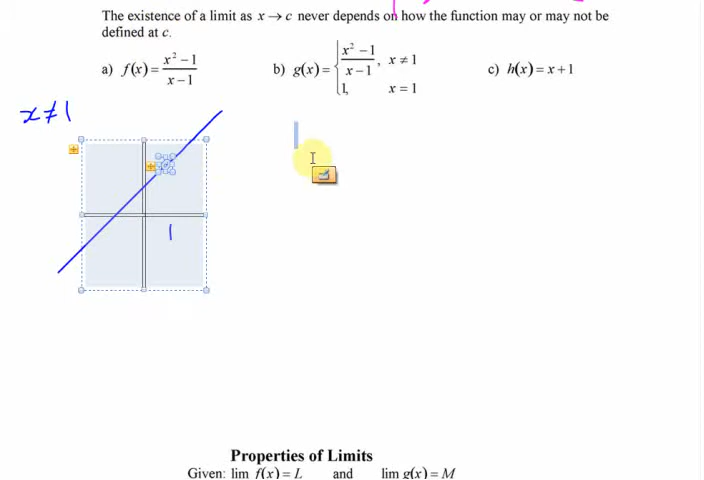 The existence of a limit as x → c never depends on how the function may or may not be
defined at c.
a) f(x) = (x² − 1)/(x − 1)
b) g(x) = { (x² − 1)/(x − 1), x ≠ 1
1, x = 1
c) h(x) = x + 1
x ≠ 1
1
Properties of Limits
Given: lim f(x) = L and lim g(x) = M